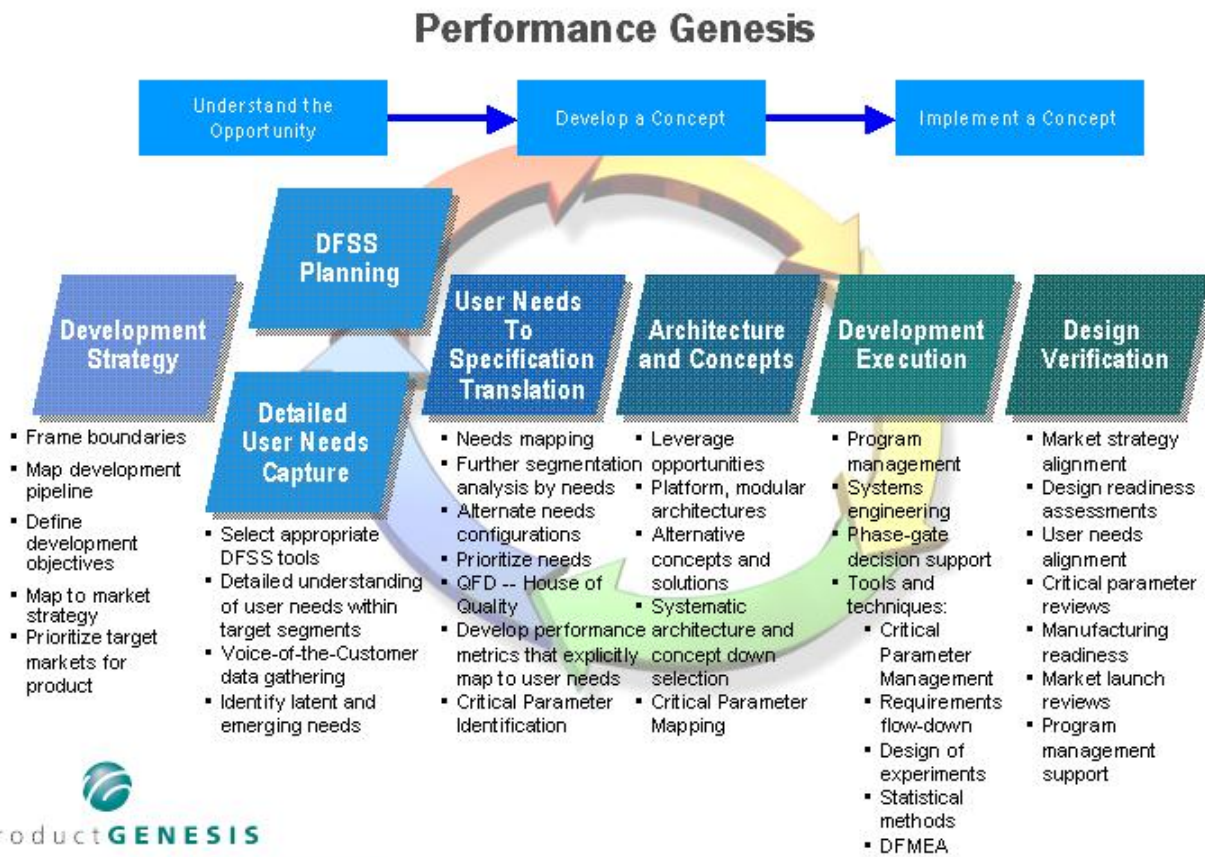 Performance Genesis
Understand the
Opportunity
Develop a Concept
Implement a Concept
DFSS
Planning
Development
Strategy
Detailed
User Needs
Capture
User Needs
To
Specification
Translation
Architecture
and Concepts
Development
Execution
Design
Verification
▪ Frame boundaries
▪ Map development
pipeline
▪ Define
development
objectives
▪ Map to market
strategy
▪ Prioritize target
markets for
product
▪ Select appropriate
DFSS tools
▪ Detailed understanding
of user needs within
target segments
▪ Voice-of-the-Customer
data gathering
▪ Identify latent and
emerging needs
▪ Needs mapping
▪ Further segmentation
analysis by needs
▪ Alternate needs
configurations
▪ Prioritize needs
▪ QFD -- House of
Quality
▪ Develop performance
metrics that explicitly
map to user needs
▪ Critical Parameter
Identification
▪ Leverage
opportunities
▪ Platform, modular
architectures
▪ Alternative
concepts and
solutions
▪ Systematic
architecture and
concept down
selection
▪ Critical Parameter
Mapping
▪ Program
management
▪ Systems
engineering
▪ Phase-gate
decision support
▪ Tools and
techniques:
▪ Critical
Parameter
Management
▪ Requirements
flow-down
▪ Design of
experiments
▪ Statistical
methods
▪ DFMEA
▪ Market strategy
alignment
▪ Design readiness
assessments
▪ User needs
alignment
▪ Critical parameter
reviews
▪ Manufacturing
readiness
▪ Market launch
reviews
▪ Program
management
support
roductGENESIS